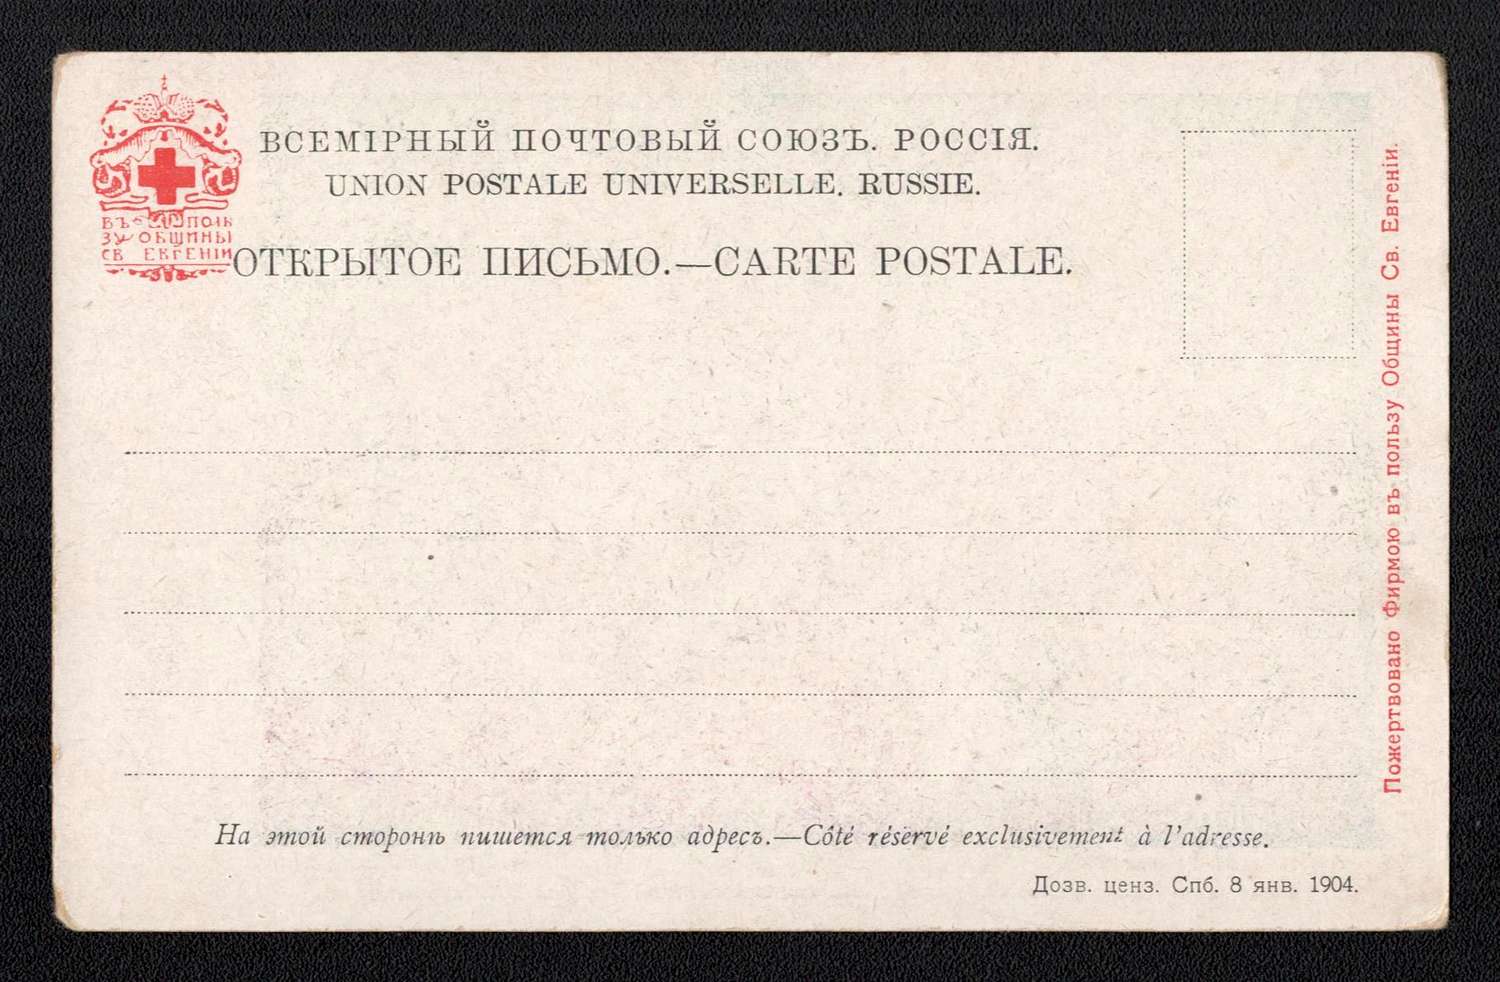 ВЪ ПОЛЬ
ЗУ ОБЩИНЫ
СВ ЕВГЕНІИ
ВСЕМІРНЫЙ ПОЧТОВЫЙ СОЮЗЪ. РОССІЯ.
UNION POSTALE UNIVERSELLE. RUSSIE.
ОТКРЫТОЕ ПИСЬМО.—CARTE POSTALE.
Пожертвовано Фирмою въ пользу Общины Св. Евгеніи.
На этой сторонѣ пишется только адресъ.—Côté réservé exclusivement à l'adresse.
Дозв. ценз. Спб. 8 янв. 1904.